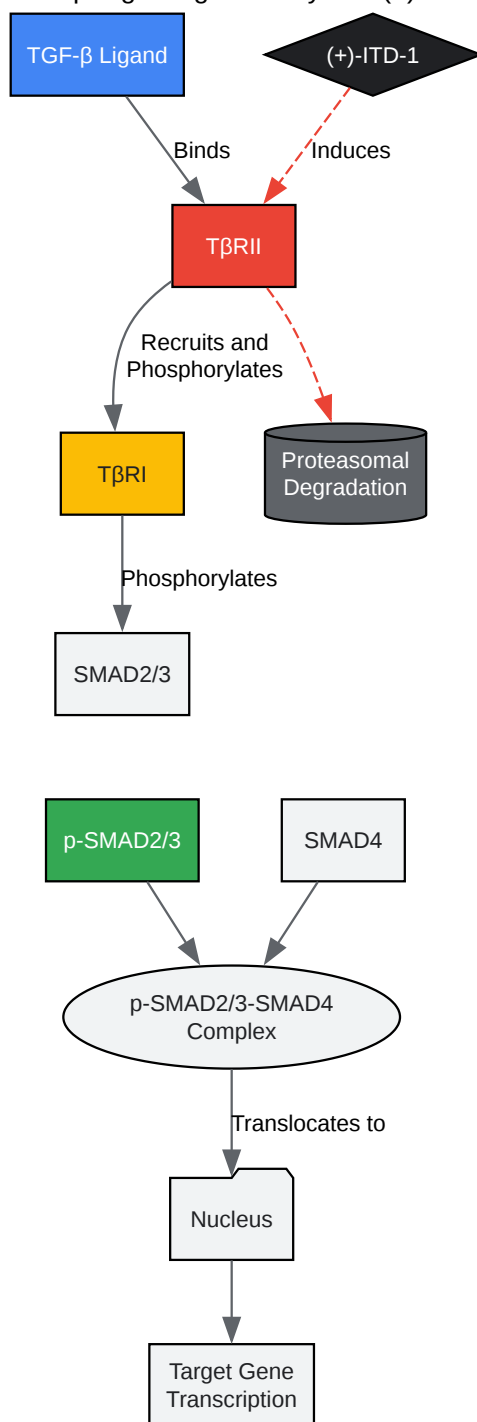 TGF-β Ligand
(+)-ITD-1
Binds
Induces
TβRII
Recruits and
Phosphorylates
Proteasomal
Degradation
TβRI
Phosphorylates
SMAD2/3
p-SMAD2/3
SMAD4
p-SMAD2/3-SMAD4
Complex
Translocates to
Nucleus
Target Gene
Transcription